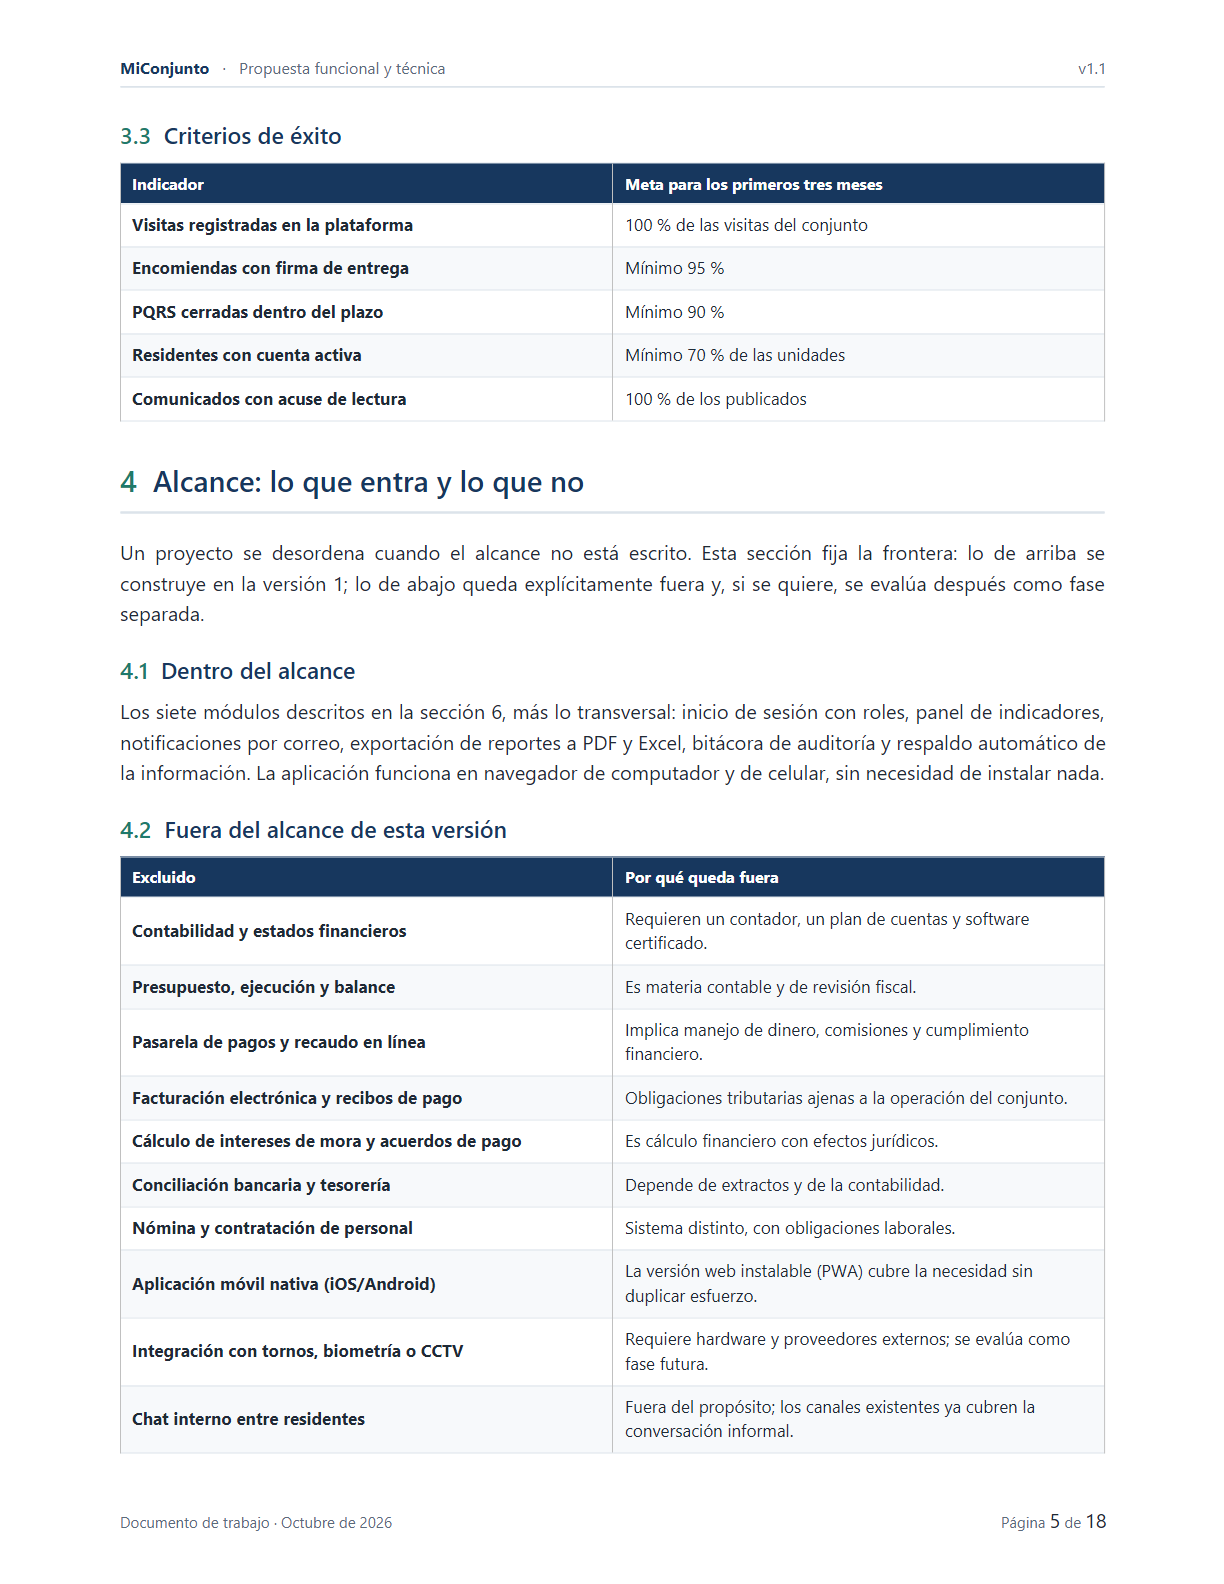 MiConjunto · Propuesta funcional y técnica v1.1
3.3 Criterios de éxito
Indicador Meta para los primeros tres meses
Visitas registradas en la plataforma 100 % de las visitas del conjunto
Encomiendas con firma de entrega Mínimo 95 %
PQRS cerradas dentro del plazo Mínimo 90 %
Residentes con cuenta activa Mínimo 70 % de las unidades
Comunicados con acuse de lectura 100 % de los publicados
4 Alcance: lo que entra y lo que no
Un proyecto se desordena cuando el alcance no está escrito. Esta sección fija la frontera: lo de arriba se
construye en la versión 1; lo de abajo queda explícitamente fuera y, si se quiere, se evalúa después como fase
separada.
4.1 Dentro del alcance
Los siete módulos descritos en la sección 6, más lo transversal: inicio de sesión con roles, panel de indicadores,
notificaciones por correo, exportación de reportes a PDF y Excel, bitácora de auditoría y respaldo automático de
la información. La aplicación funciona en navegador de computador y de celular, sin necesidad de instalar nada.
4.2 Fuera del alcance de esta versión
Excluido Por qué queda fuera
Contabilidad y estados financieros Requieren un contador, un plan de cuentas y software
certificado.
Presupuesto, ejecución y balance Es materia contable y de revisión fiscal.
Pasarela de pagos y recaudo en línea Implica manejo de dinero, comisiones y cumplimiento
financiero.
Facturación electrónica y recibos de pago Obligaciones tributarias ajenas a la operación del conjunto.
Cálculo de intereses de mora y acuerdos de pago Es cálculo financiero con efectos jurídicos.
Conciliación bancaria y tesorería Depende de extractos y de la contabilidad.
Nómina y contratación de personal Sistema distinto, con obligaciones laborales.
Aplicación móvil nativa (iOS/Android) La versión web instalable (PWA) cubre la necesidad sin
duplicar esfuerzo.
Integración con tornos, biometría o CCTV Requiere hardware y proveedores externos; se evalúa como
fase futura.
Chat interno entre residentes Fuera del propósito; los canales existentes ya cubren la
conversación informal.
Documento de trabajo · Octubre de 2026 Página 5 de 18